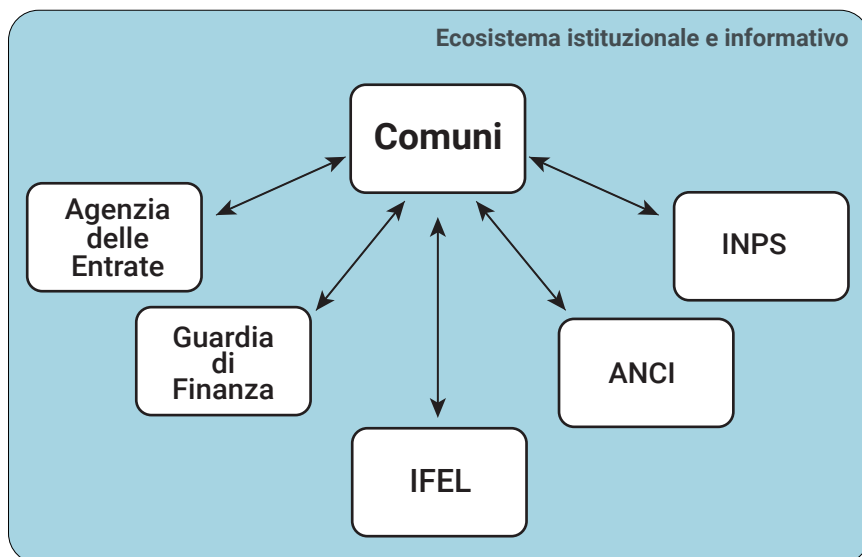 Ecosistema istituzionale e informativo
Comuni
Agenzia
delle
Entrate
INPS
Guardia
di
Finanza
ANCI
IFEL